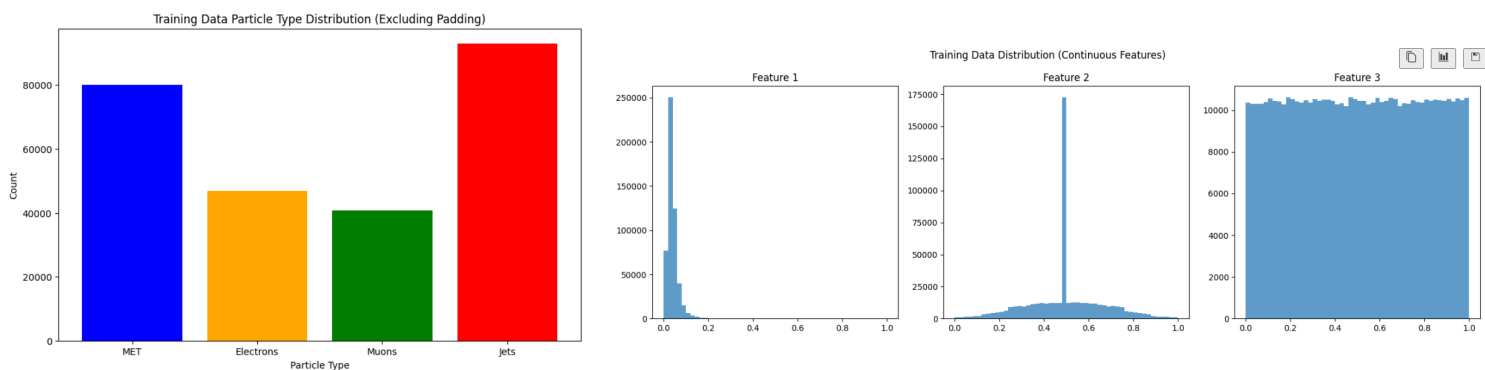 Training Data Particle Type Distribution (Excluding Padding)
Count
80000
60000
40000
20000
0
MET Electrons Muons Jets
Particle Type
Training Data Distribution (Continuous Features)
Feature 1
250000
200000
150000
100000
50000
0
0.0 0.2 0.4 0.6 0.8 1.0
Feature 2
175000
150000
125000
100000
75000
50000
25000
0
0.0 0.2 0.4 0.6 0.8 1.0
Feature 3
10000
8000
6000
4000
2000
0
0.0 0.2 0.4 0.6 0.8 1.0